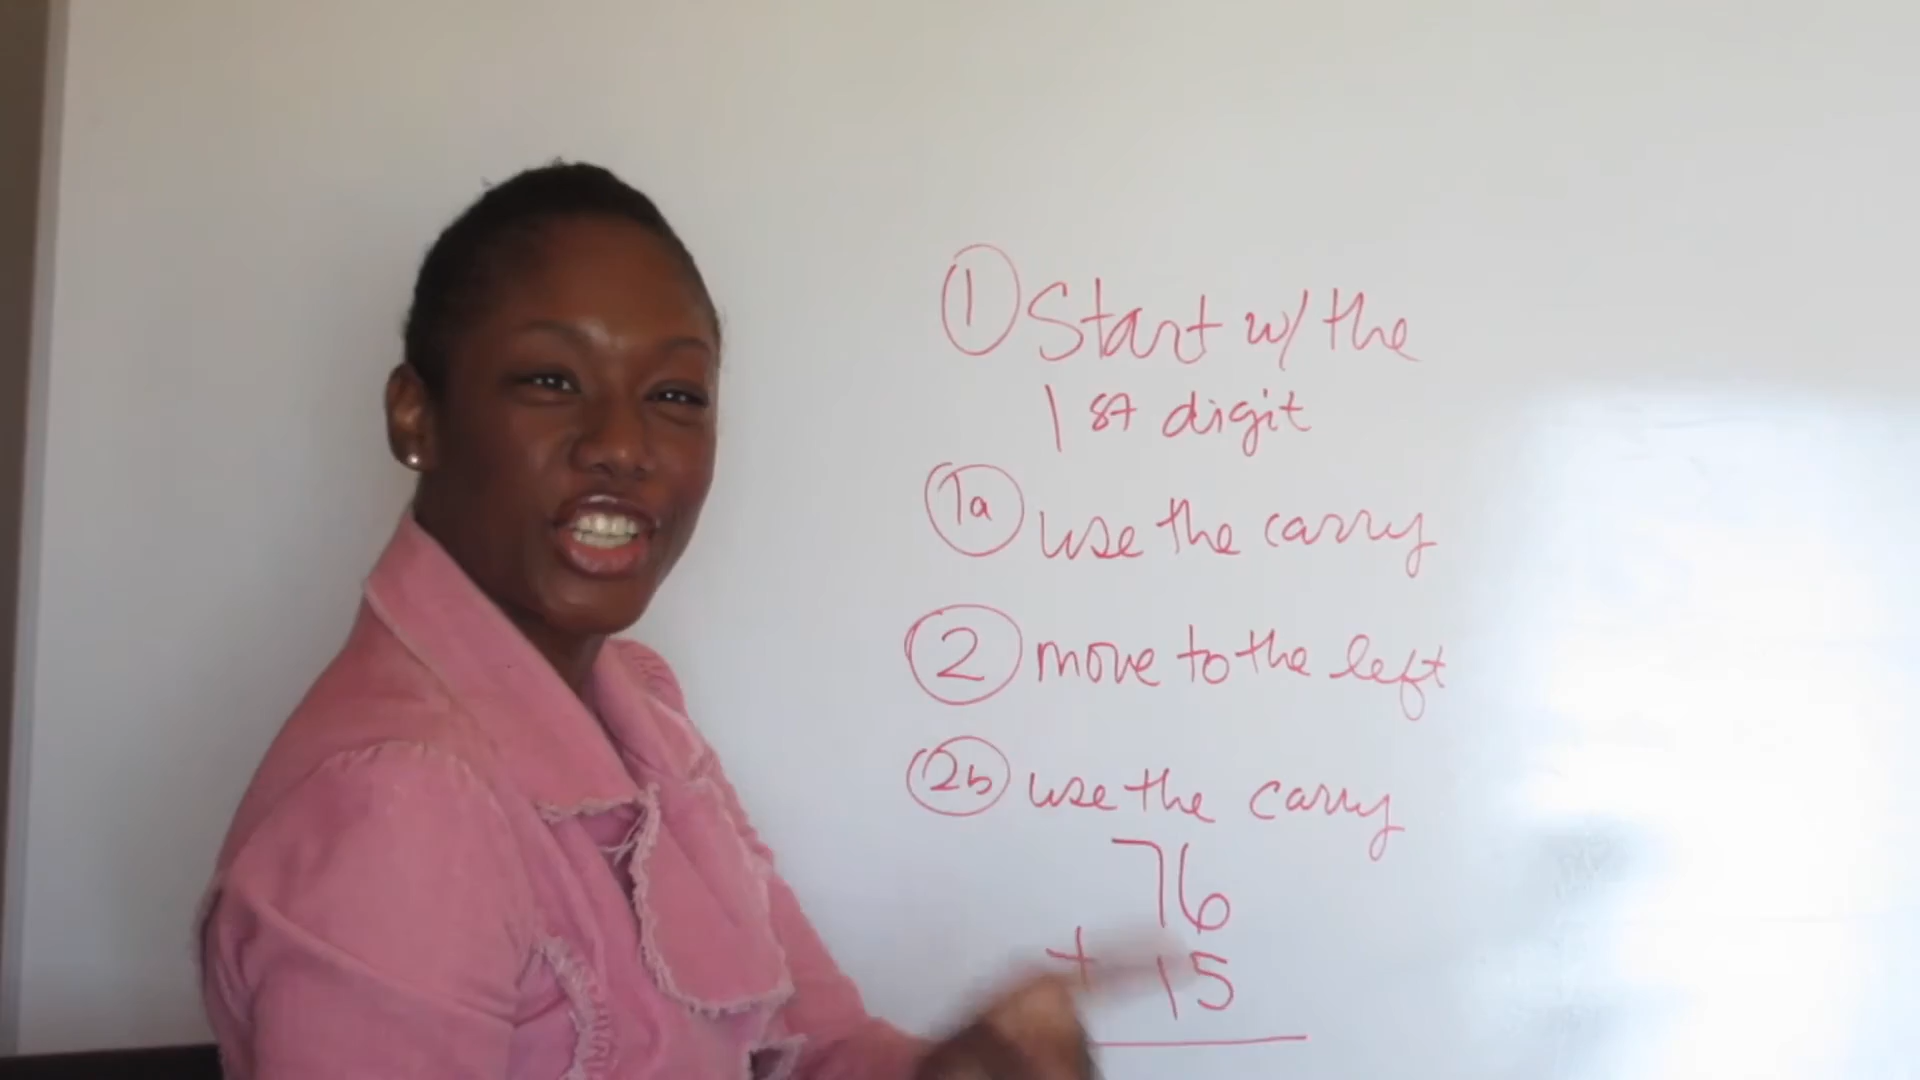 ① Start w/ the
1st digit
1a use the carry
② move to the left
2b use the carry
76
+ 15